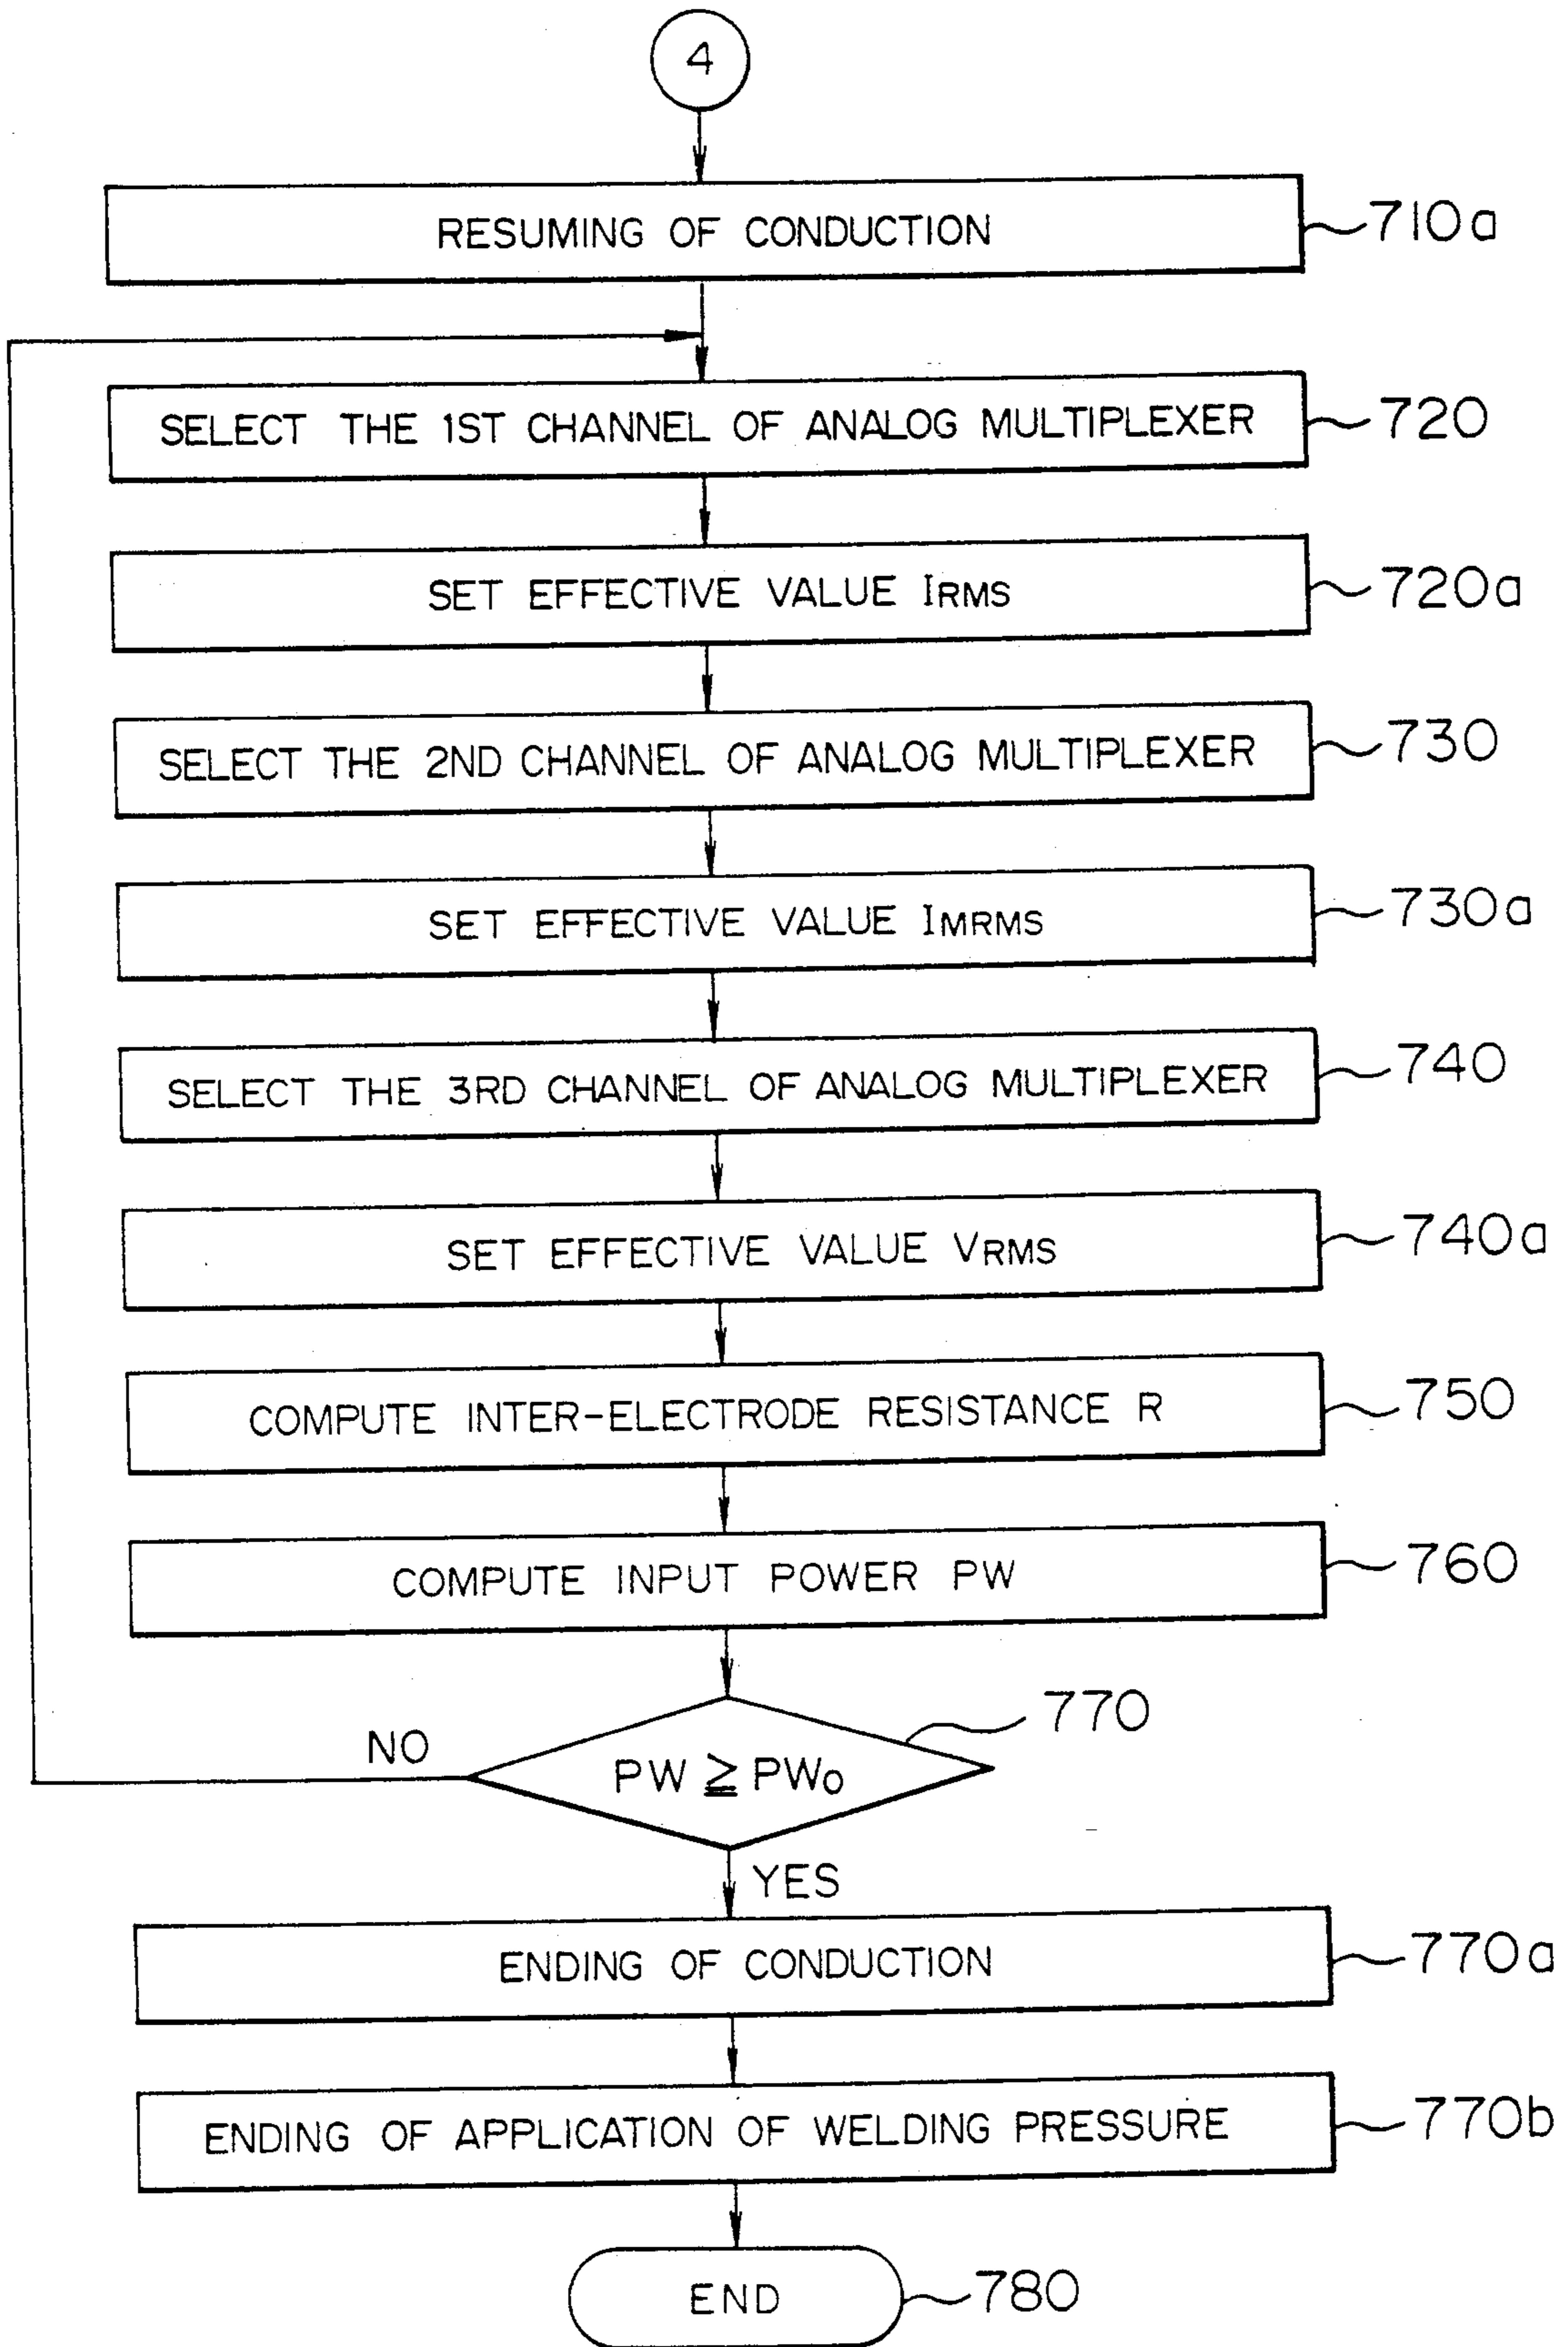 4
RESUMING OF CONDUCTION 710a
SELECT THE 1ST CHANNEL OF ANALOG MULTIPLEXER 720
SET EFFECTIVE VALUE IRMS 720a
SELECT THE 2ND CHANNEL OF ANALOG MULTIPLEXER 730
SET EFFECTIVE VALUE IMRMS 730a
SELECT THE 3RD CHANNEL OF ANALOG MULTIPLEXER 740
SET EFFECTIVE VALUE VRMS 740a
COMPUTE INTER-ELECTRODE RESISTANCE R 750
COMPUTE INPUT POWER PW 760
770
NO
PW ≧ PWo
YES
ENDING OF CONDUCTION 770a
ENDING OF APPLICATION OF WELDING PRESSURE 770b
END 780